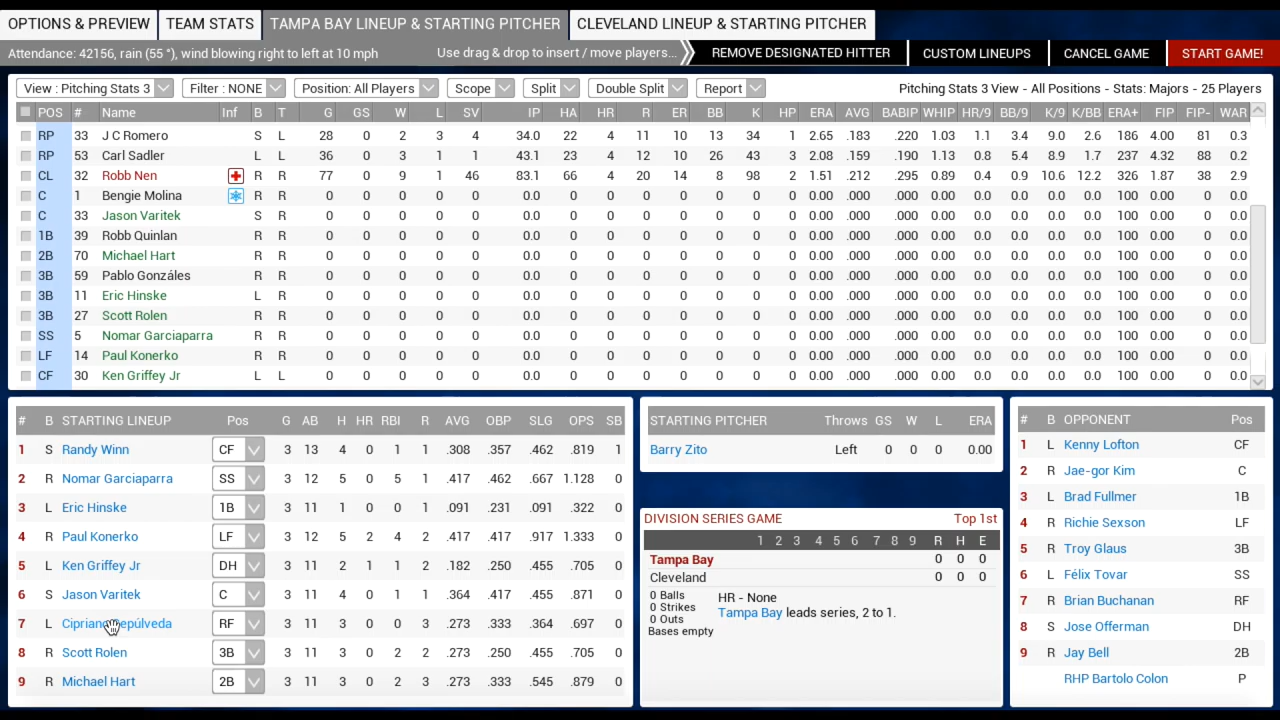 OPTIONS & PREVIEW TEAM STATS TAMPA BAY LINEUP & STARTING PITCHER CLEVELAND LINEUP & STARTING PITCHER
Attendance: 42156, rain (55 °), wind blowing right to left at 10 mph Use drag & drop to insert / move players... REMOVE DESIGNATED HITTER CUSTOM LINEUPS CANCEL GAME START GAME!
View : Pitching Stats 3 Filter : NONE Position: All Players Scope Split Double Split Report Pitching Stats 3 View - All Positions - Stats: Majors - 25 Players
POS # Name Inf B T G GS W L SV IP HA HR R ER BB K HP ERA AVG BABIP WHIP HR/9 BB/9 K/9 K/BB ERA+ FIP FIP- WAR
RP 33 J C Romero S L 28 0 2 3 4 34.0 22 4 11 10 13 34 1 2.65 .183 .220 1.03 1.1 3.4 9.0 2.6 186 4.00 81 0.3
RP 53 Carl Sadler L L 36 0 3 1 1 43.1 23 4 12 10 26 43 3 2.08 .159 .190 1.13 0.8 5.4 8.9 1.7 237 4.32 88 0.2
CL 32 Robb Nen R R 77 0 9 1 46 83.1 66 4 20 14 8 98 2 1.51 .212 .295 0.89 0.4 0.9 10.6 12.2 326 1.87 38 2.9
C 1 Bengie Molina R R 0 0 0 0 0 0.0 0 0 0 0 0 0 0 0.00 .000 .000 0.00 0.0 0.0 0.0 0.0 100 0.00 0 0.0
C 33 Jason Varitek S R 0 0 0 0 0 0.0 0 0 0 0 0 0 0 0.00 .000 .000 0.00 0.0 0.0 0.0 0.0 100 0.00 0 0.0
1B 39 Robb Quinlan R R 0 0 0 0 0 0.0 0 0 0 0 0 0 0 0.00 .000 .000 0.00 0.0 0.0 0.0 0.0 100 0.00 0 0.0
2B 70 Michael Hart R R 0 0 0 0 0 0.0 0 0 0 0 0 0 0 0.00 .000 .000 0.00 0.0 0.0 0.0 0.0 100 0.00 0 0.0
3B 59 Pablo Gonzáles R R 0 0 0 0 0 0.0 0 0 0 0 0 0 0 0.00 .000 .000 0.00 0.0 0.0 0.0 0.0 100 0.00 0 0.0
3B 11 Eric Hinske L R 0 0 0 0 0 0.0 0 0 0 0 0 0 0 0.00 .000 .000 0.00 0.0 0.0 0.0 0.0 100 0.00 0 0.0
3B 27 Scott Rolen R R 0 0 0 0 0 0.0 0 0 0 0 0 0 0 0.00 .000 .000 0.00 0.0 0.0 0.0 0.0 100 0.00 0 0.0
SS 5 Nomar Garciaparra R R 0 0 0 0 0 0.0 0 0 0 0 0 0 0 0.00 .000 .000 0.00 0.0 0.0 0.0 0.0 100 0.00 0 0.0
LF 14 Paul Konerko R R 0 0 0 0 0 0.0 0 0 0 0 0 0 0 0.00 .000 .000 0.00 0.0 0.0 0.0 0.0 100 0.00 0 0.0
CF 30 Ken Griffey Jr L L 0 0 0 0 0 0.0 0 0 0 0 0 0 0 0.00 .000 .000 0.00 0.0 0.0 0.0 0.0 100 0.00 0 0.0
# B STARTING LINEUP Pos G AB H HR RBI R AVG OBP SLG OPS SB
1 S Randy Winn CF 3 13 4 0 1 1 .308 .357 .462 .819 1
2 R Nomar Garciaparra SS 3 12 5 0 5 1 .417 .462 .667 1.128 0
3 L Eric Hinske 1B 3 11 1 0 0 1 .091 .231 .091 .322 0
4 R Paul Konerko LF 3 12 5 2 4 2 .417 .417 .917 1.333 0
5 L Ken Griffey Jr DH 3 11 2 1 1 2 .182 .250 .455 .705 0
6 S Jason Varitek C 3 11 4 0 1 1 .364 .417 .455 .871 0
7 L Cipriano Sepúlveda RF 3 11 3 0 0 3 .273 .333 .364 .697 0
8 R Scott Rolen 3B 3 11 3 0 2 2 .273 .250 .455 .705 0
9 R Michael Hart 2B 3 11 3 0 2 3 .273 .333 .545 .879 0
STARTING PITCHER Throws GS W L ERA
Barry Zito Left 0 0 0 0.00
DIVISION SERIES GAME Top 1st
1 2 3 4 5 6 7 8 9 R H E
Tampa Bay 0 0 0
Cleveland 0 0 0
0 Balls
0 Strikes
0 Outs
Bases empty
HR - None
Tampa Bay leads series, 2 to 1.
# B OPPONENT Pos
1 L Kenny Lofton CF
2 R Jae-gor Kim C
3 L Brad Fullmer 1B
4 R Richie Sexson LF
5 R Troy Glaus 3B
6 L Félix Tovar SS
7 R Brian Buchanan RF
8 S Jose Offerman DH
9 R Jay Bell 2B
RHP Bartolo Colon P